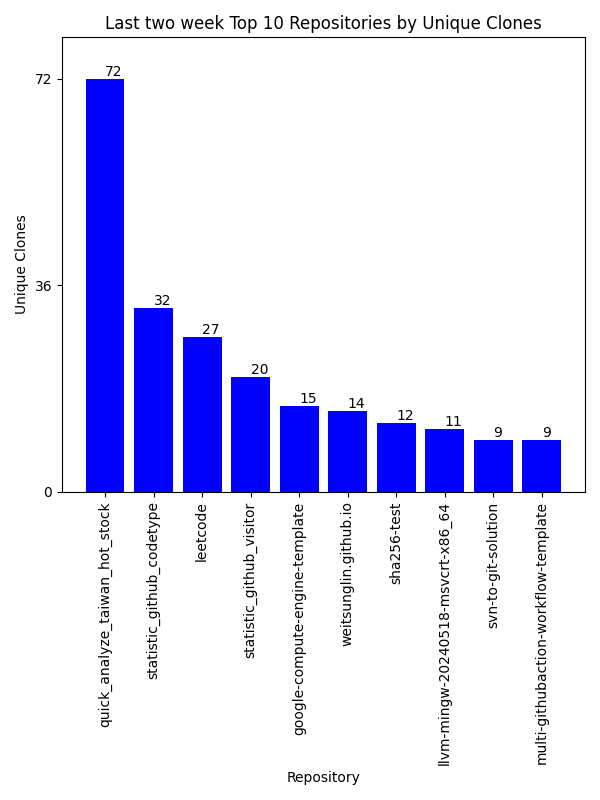 Last two week Top 10 Repositories by Unique Clones
Unique Clones
72
36
0
72
32
27
20
15
14
12
11
9
9
quick_analyze_taiwan_hot_stock
statistic_github_codetype
leetcode
statistic_github_visitor
google-compute-engine-template
weitsunglin.github.io
sha256-test
llvm-mingw-20240518-msvcrt-x86_64
svn-to-git-solution
multi-githubaction-workflow-template
Repository